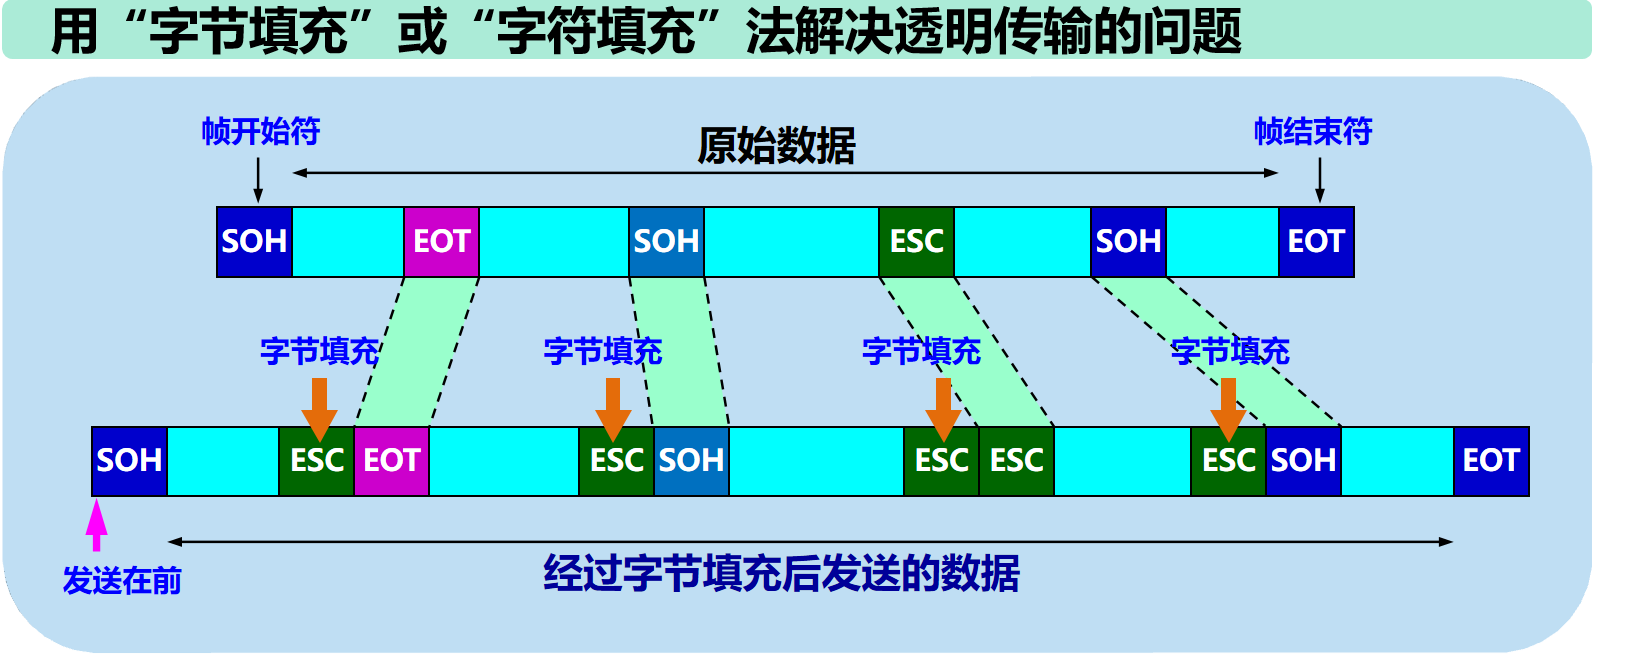 用“字节填充”或“字符填充”法解决透明传输的问题
帧开始符
原始数据
帧结束符
SOH EOT SOH ESC SOH EOT
字节填充 字节填充 字节填充 字节填充
SOH ESC EOT ESC SOH ESC ESC ESC SOH EOT
发送在前
经过字节填充后发送的数据